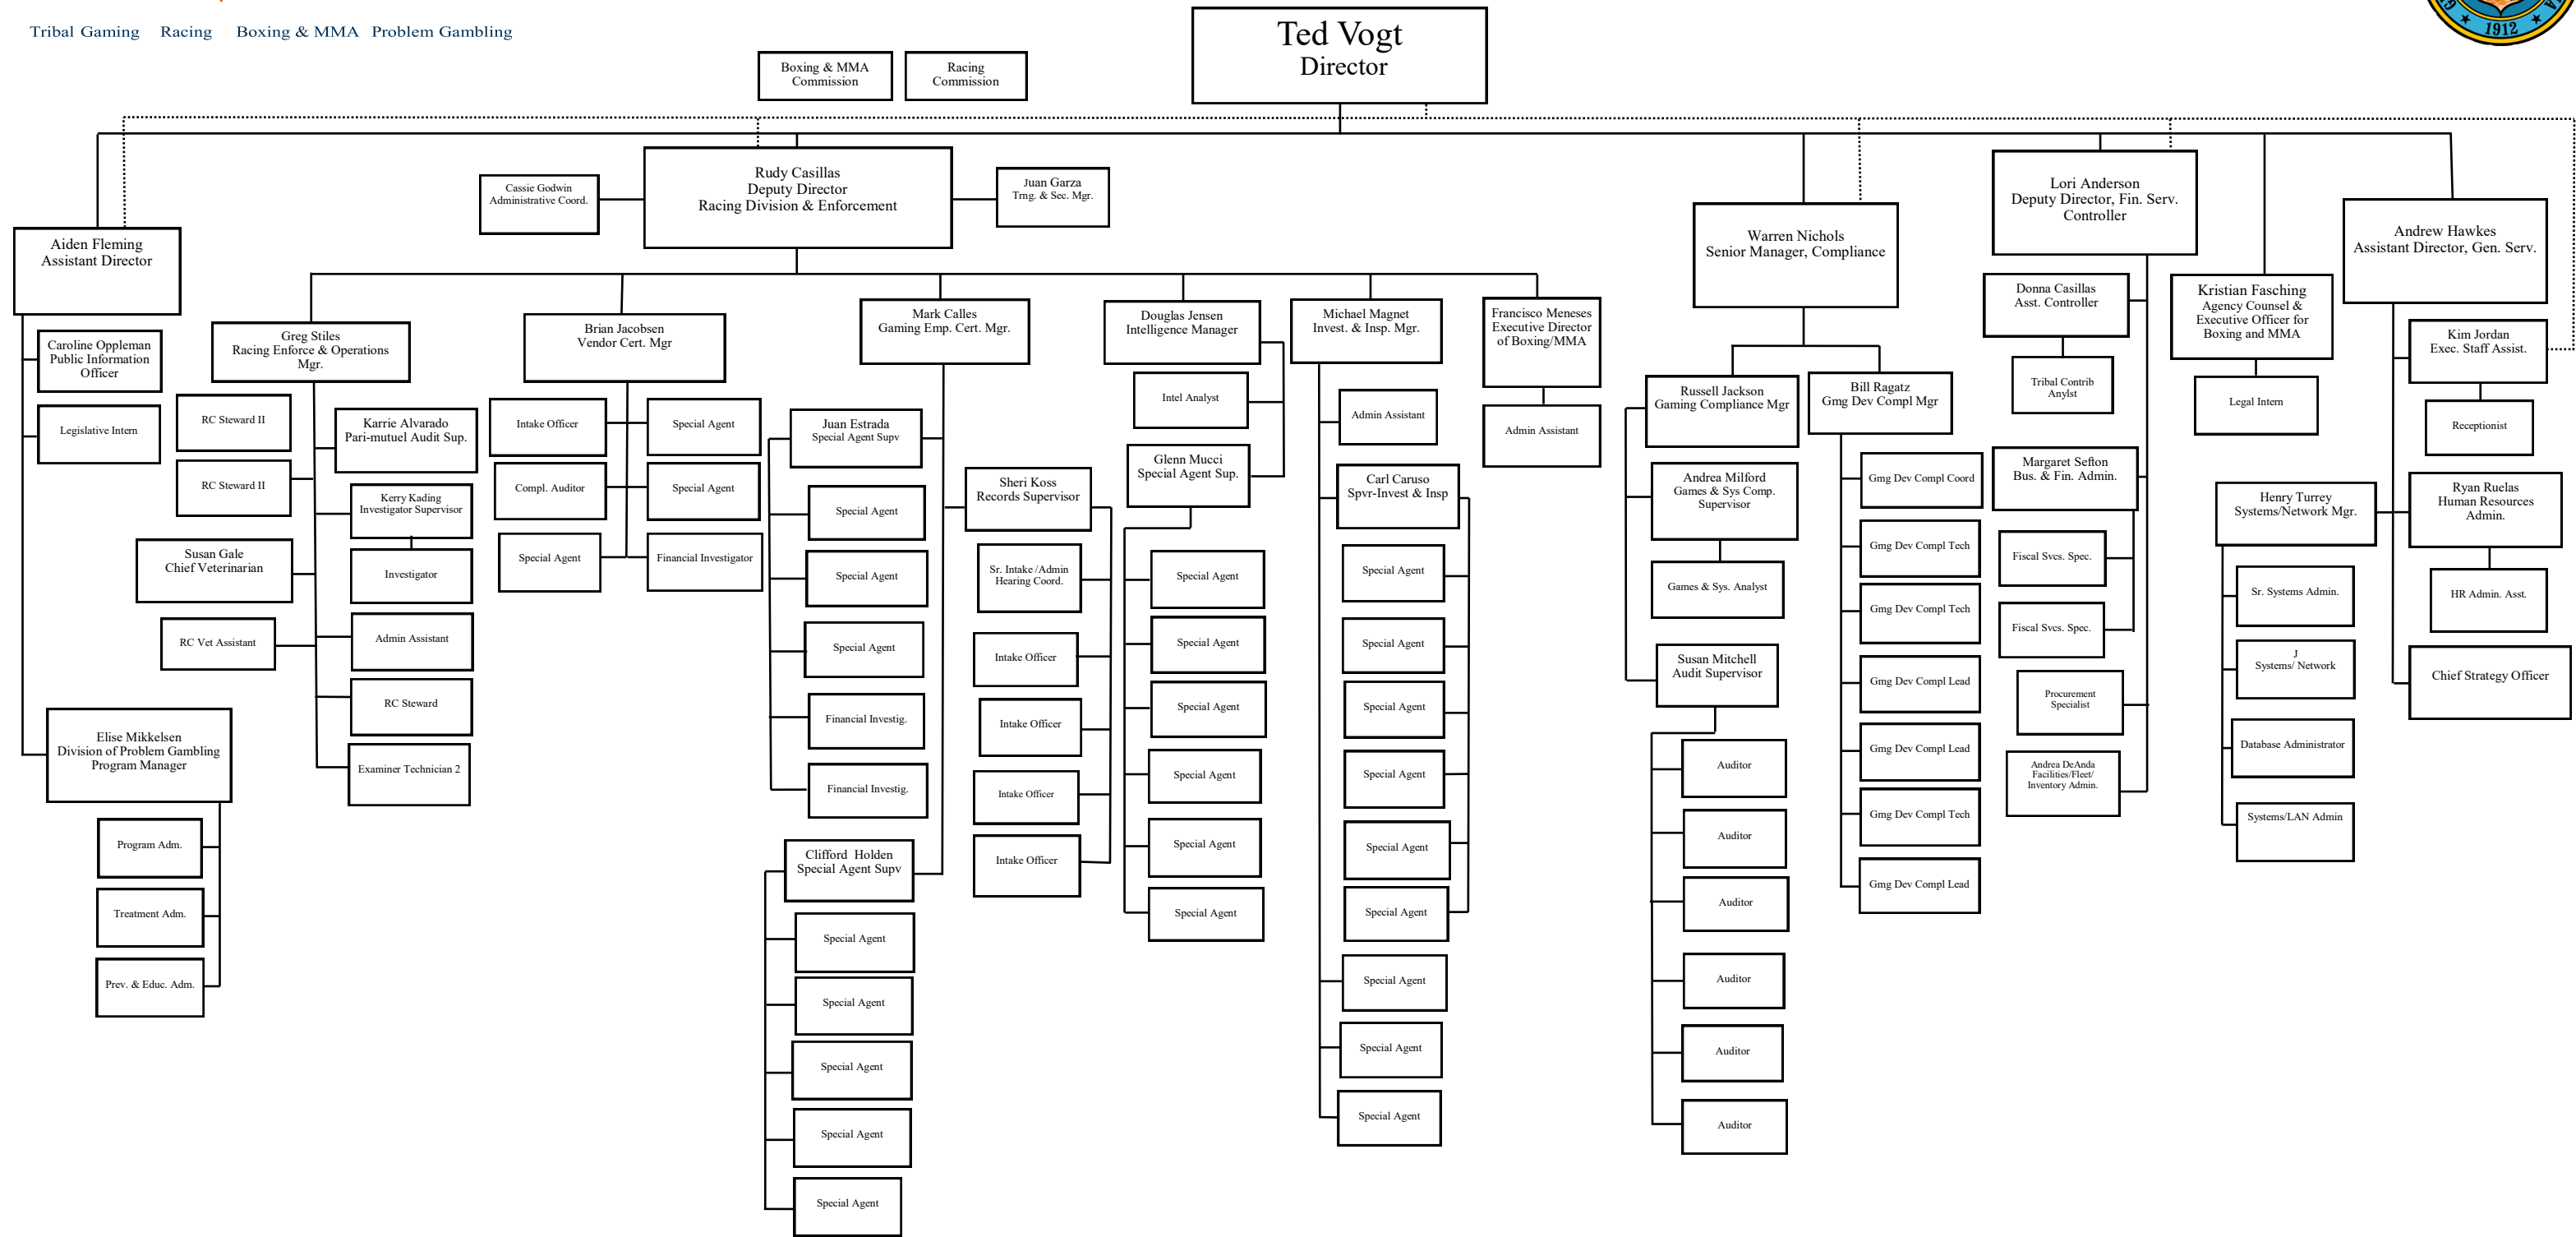 Tribal Gaming Racing Boxing & MMA Problem Gambling
1912
Ted Vogt
Director
Boxing & MMA
Commission
Racing
Commission
Cassie Godwin
Administrative Coord.
Rudy Casillas
Deputy Director
Racing Division & Enforcement
Juan Garza
Trng. & Sec. Mgr.
Aiden Fleming
Assistant Director
Caroline Oppleman
Public Information
Officer
Legislative Intern
Elise Mikkelsen
Division of Problem Gambling
Program Manager
Program Adm.
Treatment Adm.
Prev. & Educ. Adm.
Greg Stiles
Racing Enforce & Operations
Mgr.
RC Steward II
RC Steward II
Karrie Alvarado
Pari-mutuel Audit Sup.
Kerry Kading
Investigator Supervisor
Investigator
Susan Gale
Chief Veterinarian
RC Vet Assistant
Admin Assistant
RC Steward
Examiner Technician 2
Brian Jacobsen
Vendor Cert. Mgr
Intake Officer
Special Agent
Compl. Auditor
Special Agent
Special Agent
Financial Investigator
Mark Calles
Gaming Emp. Cert. Mgr.
Juan Estrada
Special Agent Supv
Special Agent
Special Agent
Special Agent
Financial Investig.
Financial Investig.
Clifford Holden
Special Agent Supv
Special Agent
Special Agent
Special Agent
Special Agent
Special Agent
Sheri Koss
Records Supervisor
Sr. Intake /Admin
Hearing Coord.
Intake Officer
Intake Officer
Intake Officer
Intake Officer
Douglas Jensen
Intelligence Manager
Intel Analyst
Glenn Mucci
Special Agent Sup.
Special Agent
Special Agent
Special Agent
Special Agent
Special Agent
Special Agent
Michael Magnet
Invest. & Insp. Mgr.
Admin Assistant
Carl Caruso
Spvr-Invest & Insp
Special Agent
Special Agent
Special Agent
Special Agent
Special Agent
Special Agent
Special Agent
Special Agent
Special Agent
Francisco Meneses
Executive Director
of Boxing/MMA
Admin Assistant
Warren Nichols
Senior Manager, Compliance
Russell Jackson
Gaming Compliance Mgr
Andrea Milford
Games & Sys Comp.
Supervisor
Games & Sys. Analyst
Susan Mitchell
Audit Supervisor
Auditor
Auditor
Auditor
Auditor
Auditor
Auditor
Bill Ragatz
Gmg Dev Compl Mgr
Gmg Dev Compl Coord
Gmg Dev Compl Tech
Gmg Dev Compl Tech
Gmg Dev Compl Lead
Gmg Dev Compl Lead
Gmg Dev Compl Tech
Gmg Dev Compl Lead
Lori Anderson
Deputy Director, Fin. Serv.
Controller
Donna Casillas
Asst. Controller
Tribal Contrib
Anylst
Margaret Sefton
Bus. & Fin. Admin.
Fiscal Svcs. Spec.
Fiscal Svcs. Spec.
Procurement
Specialist
Andrea DeAnda
Facilities/Fleet/
Inventory Admin.
Kristian Fasching
Agency Counsel &
Executive Officer for
Boxing and MMA
Legal Intern
Andrew Hawkes
Assistant Director, Gen. Serv.
Kim Jordan
Exec. Staff Assist.
Receptionist
Henry Turrey
Systems/Network Mgr.
Sr. Systems Admin.
J
Systems/ Network
Database Administrator
Systems/LAN Admin
Ryan Ruelas
Human Resources
Admin.
HR Admin. Asst.
Chief Strategy Officer